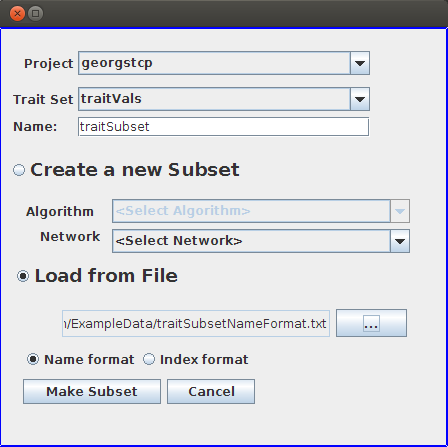 Project georgstcp
Trait Set traitVals
Name: traitSubset
Create a new Subset
Algorithm <Select Algorithm>
Network <Select Network>
Load from File
/ExampleData/traitSubsetNameFormat.txt ...
Name format Index format
Make Subset Cancel